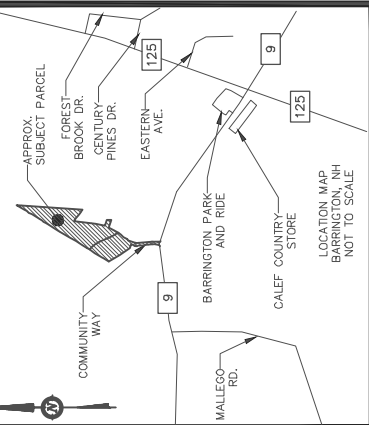 N
APPROX.
SUBJECT PARCEL
FOREST
BROOK DR.
COMMUNITY
WAY
CENTURY
PINES DR.
125
EASTERN
AVE.
9
BARRINGTON PARK
AND RIDE
MALLEGO
RD.
9
CALEF COUNTRY
STORE
125
LOCATION MAP
BARRINGTON, NH
NOT TO SCALE